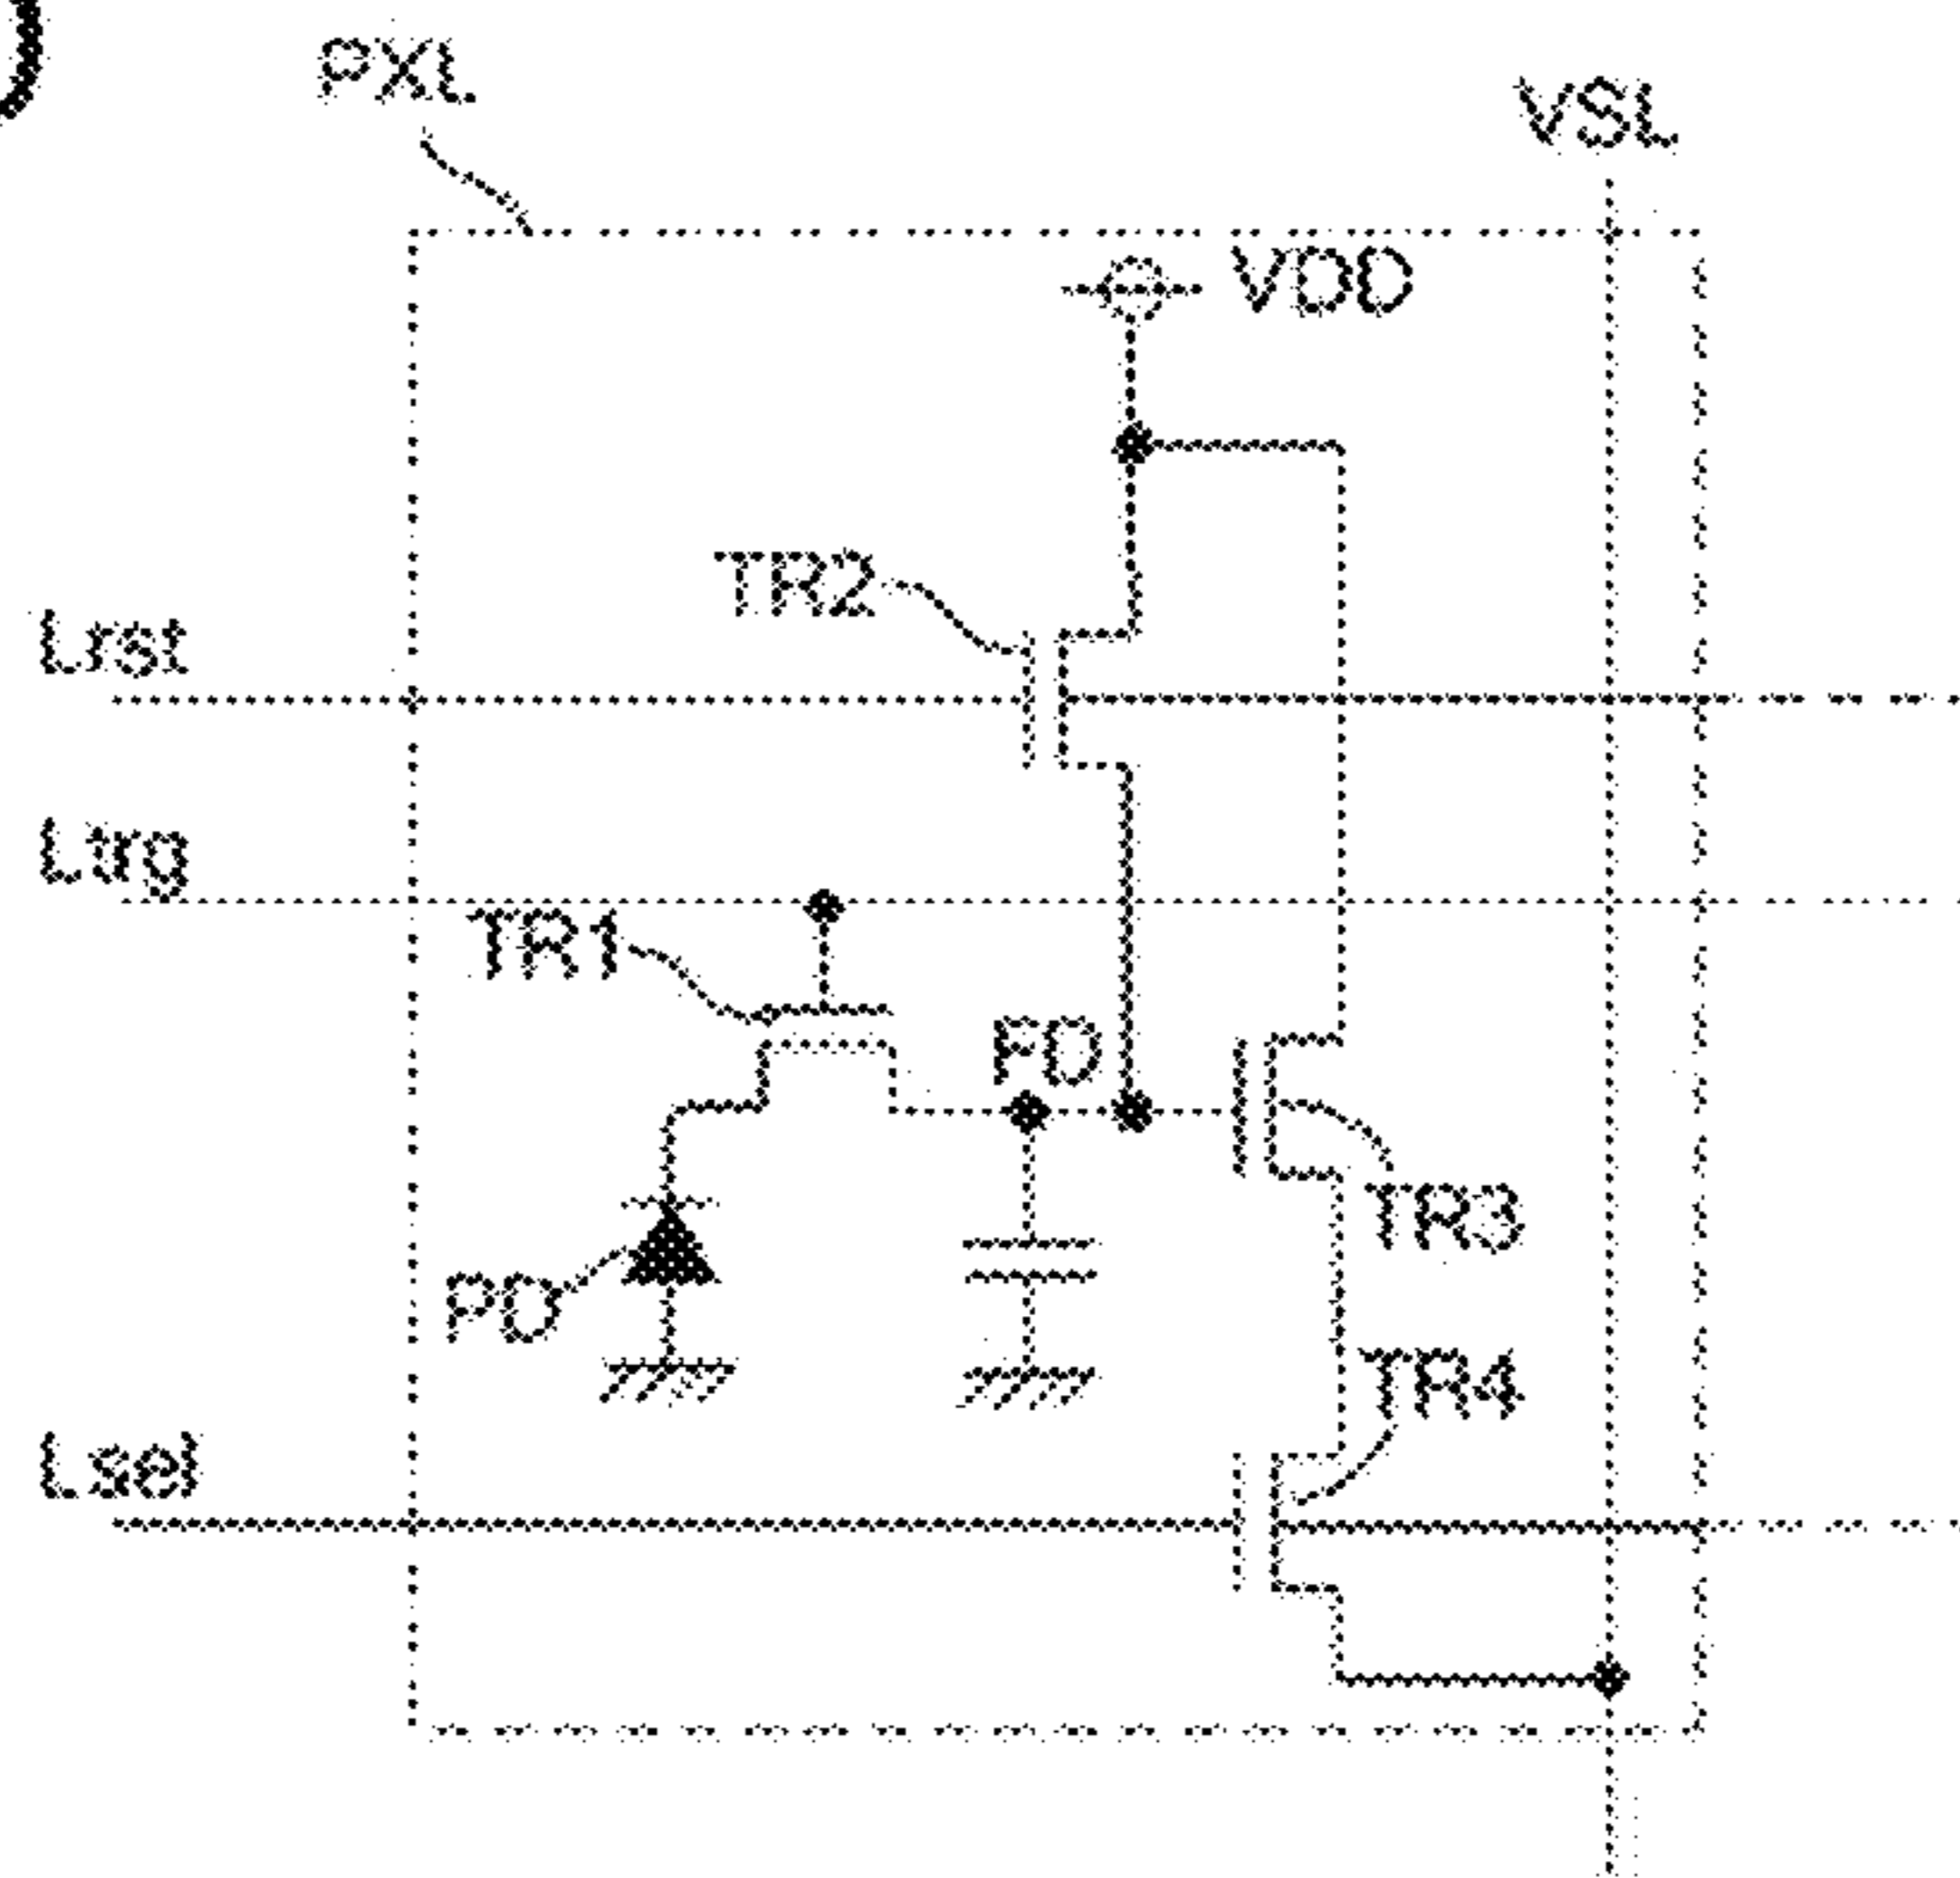 PXL
VSL
VDD
TR2
Lrst
Ltrg
TR1
FD
TR3
PD
TR4
Lsel